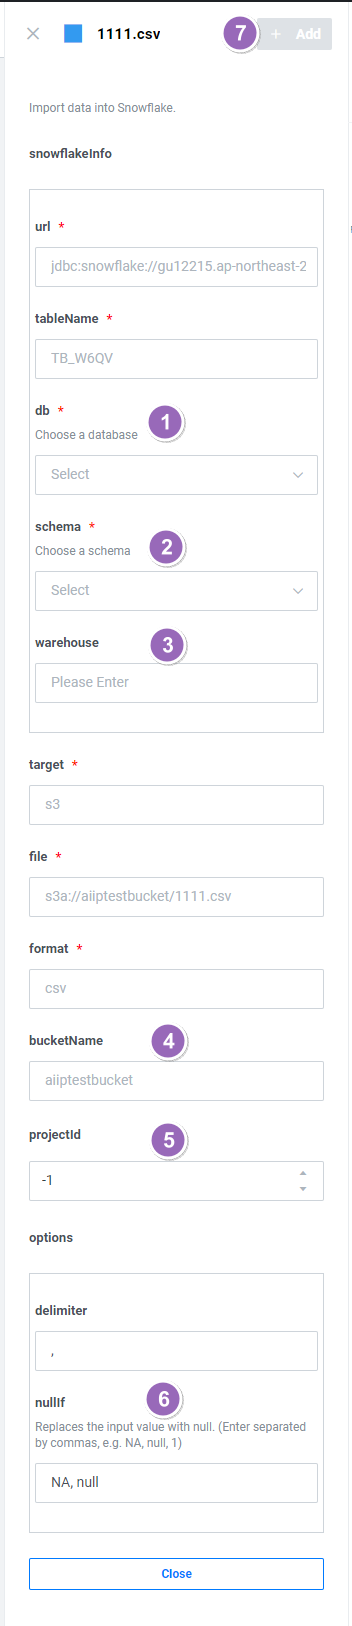 1111.csv
7
+ Add
Import data into Snowflake.
snowflakeInfo
url *
jdbc:snowflake://gu12215.ap-northeast-2
tableName *
TB_W6QV
db *
1
Choose a database
Select
schema *
2
Choose a schema
Select
warehouse
3
Please Enter
target *
s3
file *
s3a://aiiptestbucket/1111.csv
format *
csv
bucketName
4
aiiptestbucket
projectId
5
-1
options
delimiter
,
nullIf
6
Replaces the input value with null. (Enter separated
by commas, e.g. NA, null, 1)
NA, null
Close